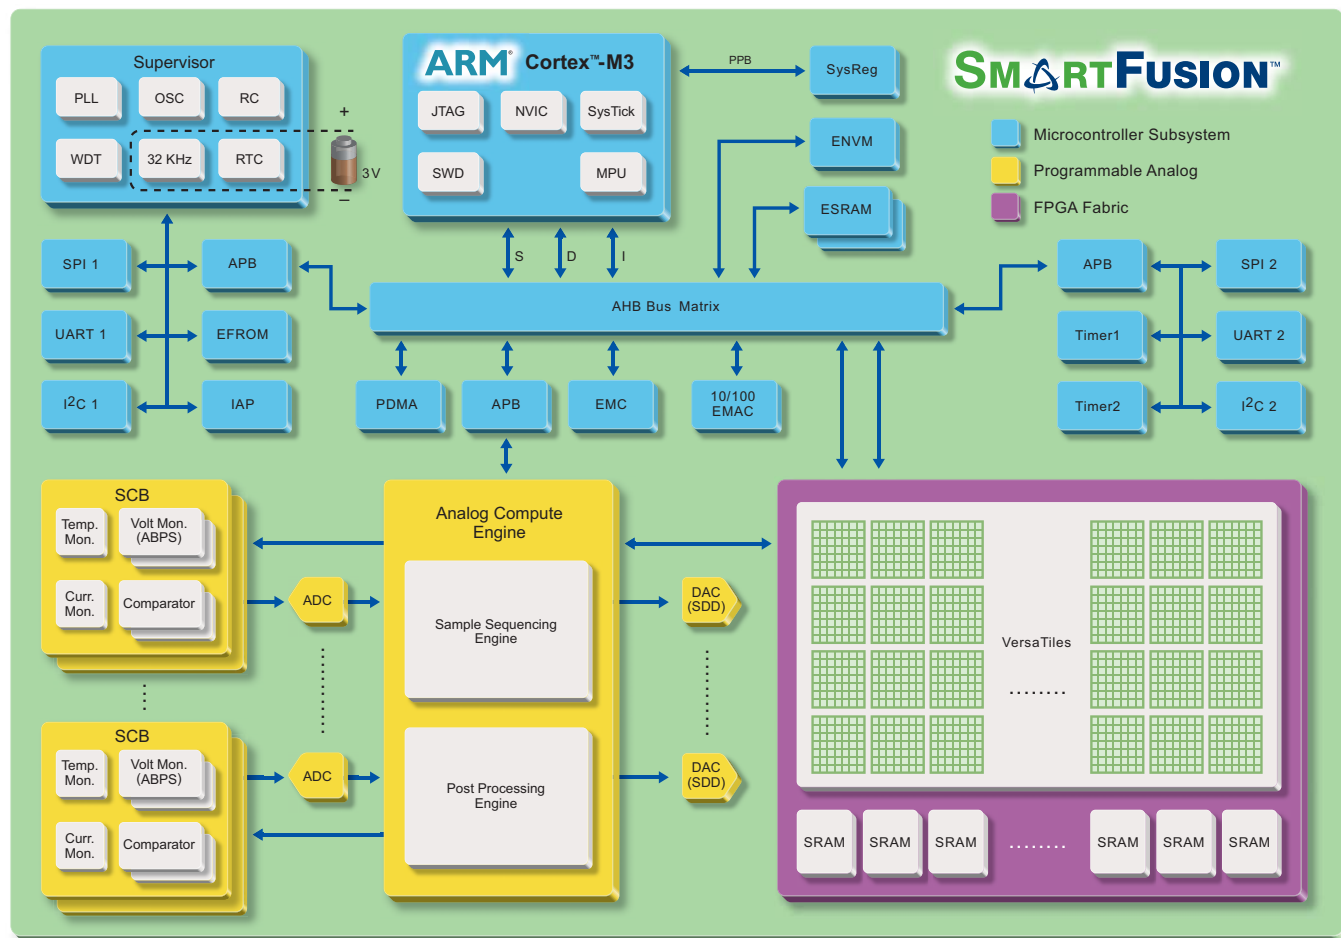 Supervisor
PLL
OSC
RC
WDT
32 KHz
RTC
+
3V
–
ARM® Cortex™-M3
JTAG
NVIC
SysTick
SWD
MPU
PPB
SysReg
ENVM
ESRAM
SMARTFUSION™
Microcontroller Subsystem
Programmable Analog
FPGA Fabric
S
D
I
SPI 1
APB
UART 1
EFROM
I²C 1
IAP
AHB Bus Matrix
PDMA
APB
EMC
10/100
EMAC
APB
SPI 2
Timer1
UART 2
Timer2
I²C 2
SCB
Temp.
Mon.
Volt Mon.
(ABPS)
Curr.
Mon.
Comparator
ADC
SCB
Temp.
Mon.
Volt Mon.
(ABPS)
Curr.
Mon.
Comparator
ADC
Analog Compute
Engine
Sample Sequencing
Engine
Post Processing
Engine
DAC
(SDD)
DAC
(SDD)
VersaTiles
........
SRAM
SRAM
SRAM
........
SRAM
SRAM
SRAM